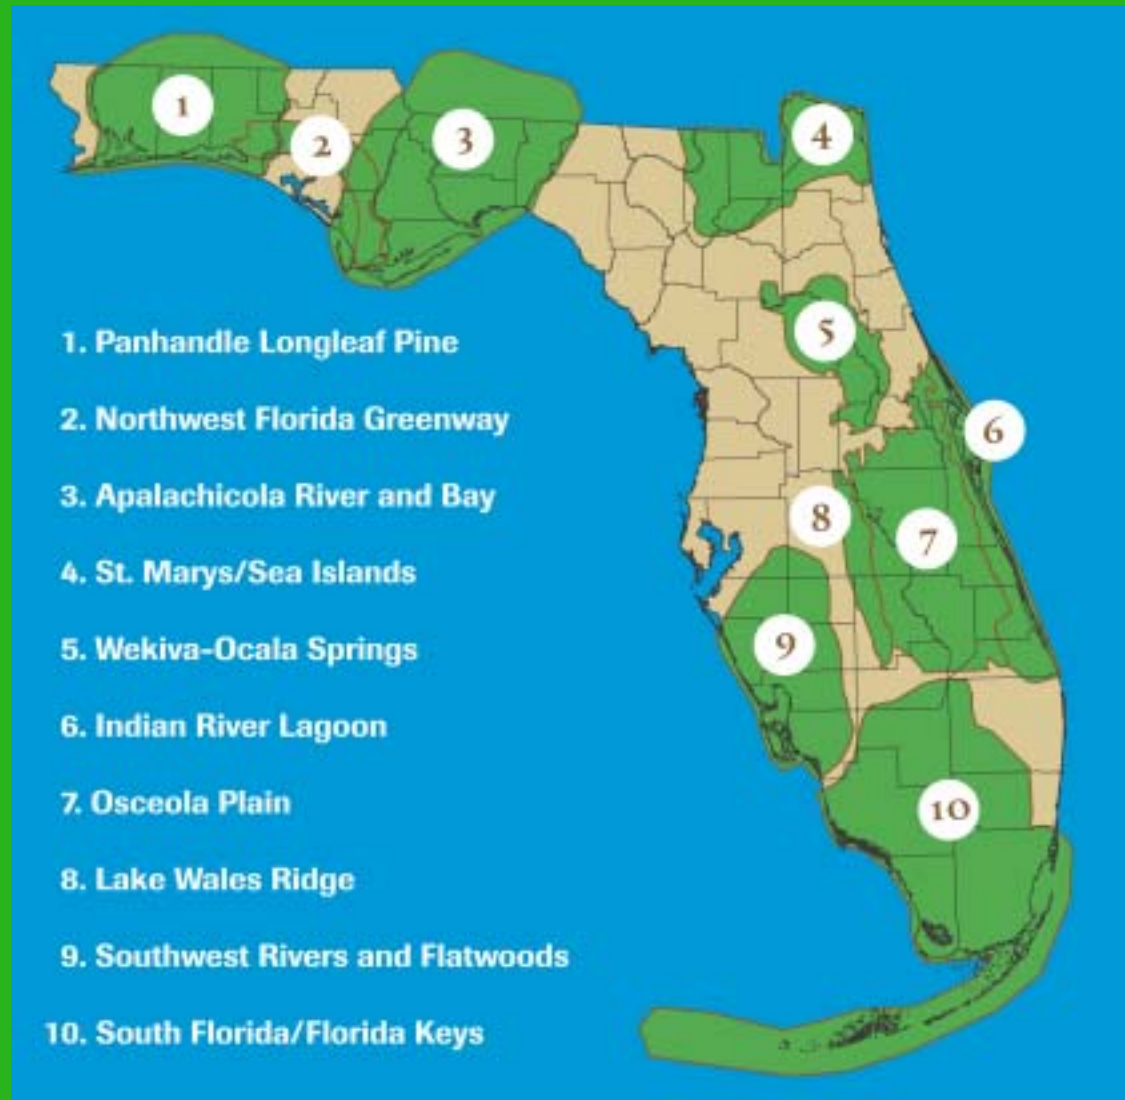 1
2
3
4
5
6
7
8
9
10
1. Panhandle Longleaf Pine
2. Northwest Florida Greenway
3. Apalachicola River and Bay
4. St. Marys/Sea Islands
5. Wekiva-Ocala Springs
6. Indian River Lagoon
7. Osceola Plain
8. Lake Wales Ridge
9. Southwest Rivers and Flatwoods
10. South Florida/Florida Keys